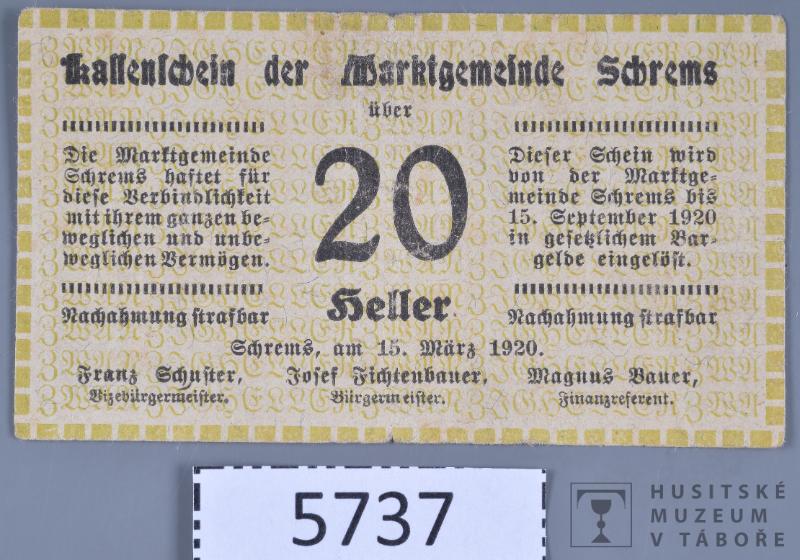 Kassenschein der Marktgemeinde Schrems
über
Die Marktgemeinde
Schrems haftet für
diese Verbindlichkeit
mit ihrem ganzen be-
weglichen und unbe-
weglichen Vermögen.
20
Heller
Dieser Schein wird
von der Marktge-
meinde Schrems bis
15. September 1920
in gesetzlichem Bar-
gelde eingelöst.
Nachahmung strafbar
Nachahmung strafbar
Schrems, am 15. März 1920.
Franz Schuster, Josef Fichtenbauer, Magnus Bauer,
Vizebürgermeister. Bürgermeister. Finanzreferent.
5737
HUSITSKÉ
MUZEUM
V TÁBOŘE